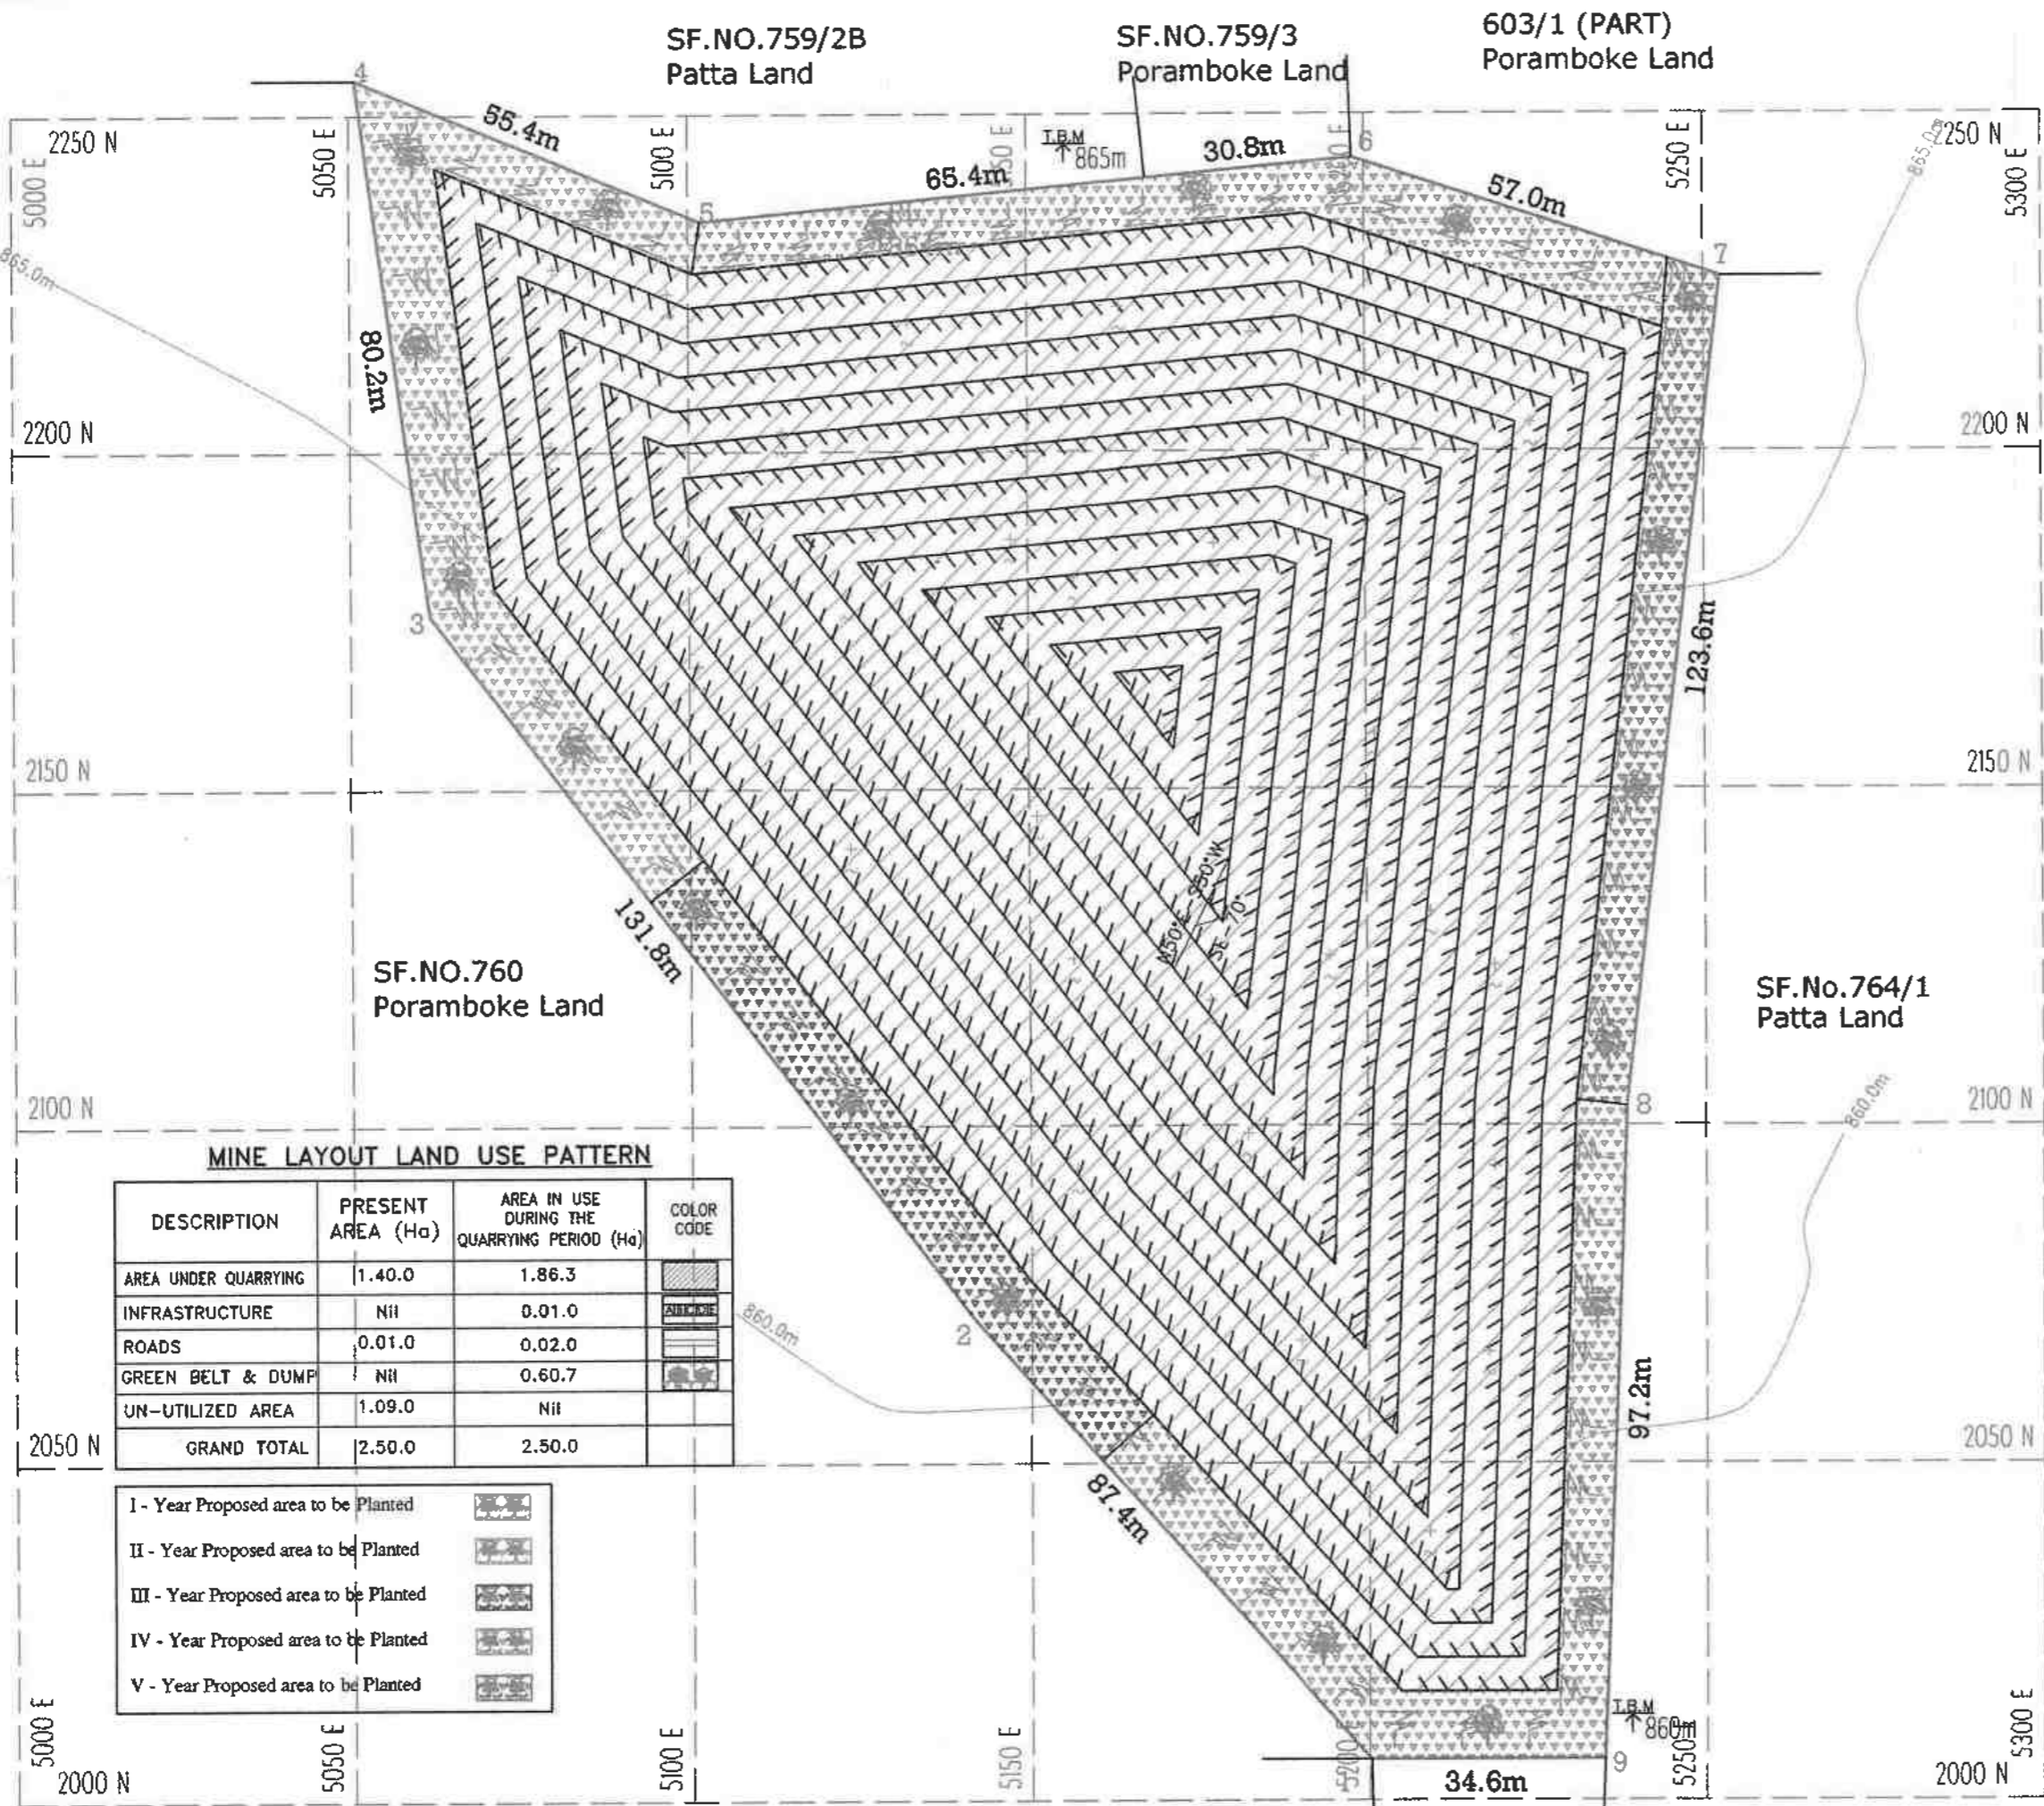 SF.NO.759/2B
Patta Land
SF.NO.759/3
Poramboke Land
603/1 (PART)
Poramboke Land
4
55.4m
2250 N
5000 E
5050 E
5100 E
T.B.M
865m
30.8m
6
5250 E
250 N
5300 E
865.0m
65.4m
57.0m
5
7
865.0m
80.2m
2200 N
2200 N
3
123.6m
2150 N
2150 N
N50°E - S50°W
SE - 70°
131.8m
SF.NO.760
Poramboke Land
SF.No.764/1
Patta Land
2100 N
8
860.0m
2100 N
MINE LAYOUT LAND USE PATTERN
DESCRIPTION
PRESENT
AREA (Ha)
AREA IN USE
DURING THE
QUARRYING PERIOD (Ha)
COLOR
CODE
AREA UNDER QUARRYING 1.40.0 1.86.3
INFRASTRUCTURE Nil 0.01.0
ROADS 0.01.0 0.02.0
GREEN BELT & DUMP Nil 0.60.7
UN-UTILIZED AREA 1.09.0 Nil
GRAND TOTAL 2.50.0 2.50.0
860.0m
2
97.2m
2050 N
2050 N
87.4m
I - Year Proposed area to be Planted
II - Year Proposed area to be Planted
III - Year Proposed area to be Planted
IV - Year Proposed area to be Planted
V - Year Proposed area to be Planted
T.B.M
860m
9
5000 E
5050 E
5100 E
5150 E
5200 E
34.6m
5250
5300 E
2000 N
2000 N